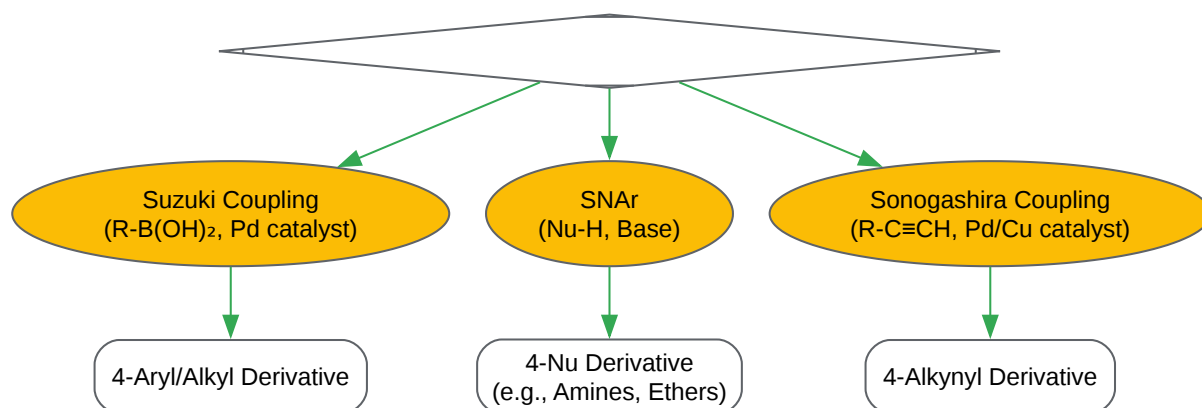 Suzuki Coupling
(R-B(OH)₂, Pd catalyst)
SNAr
(Nu-H, Base)
Sonogashira Coupling
(R-C≡CH, Pd/Cu catalyst)
4-Aryl/Alkyl Derivative
4-Nu Derivative
(e.g., Amines, Ethers)
4-Alkynyl Derivative